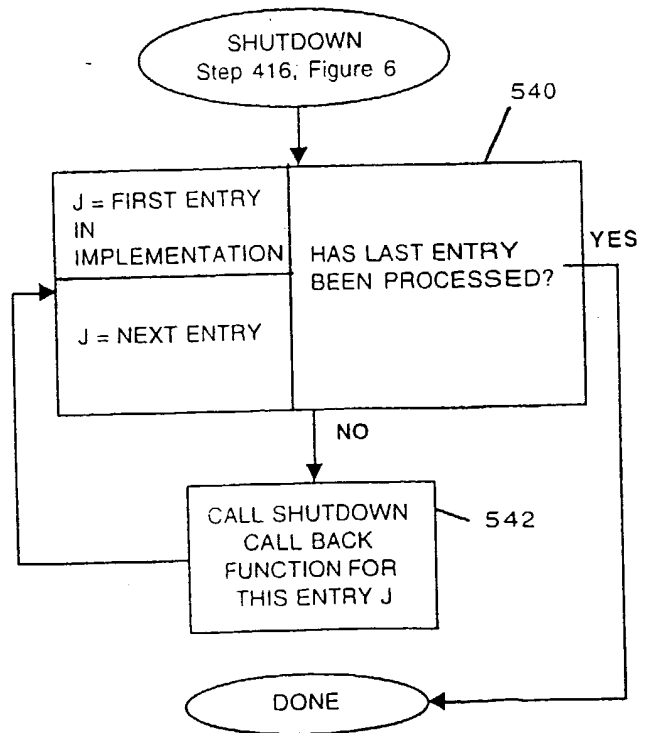 SHUTDOWN
Step 416, Figure 6
540
J = FIRST ENTRY
IN
IMPLEMENTATION
HAS LAST ENTRY
BEEN PROCESSED?
YES
J = NEXT ENTRY
NO
CALL SHUTDOWN
CALL BACK
FUNCTION FOR
THIS ENTRY J
542
DONE